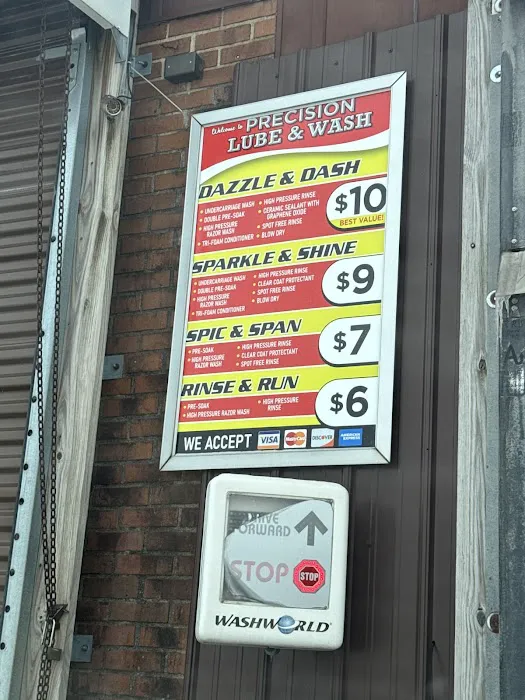 Welcome to PRECISION
LUBE & WASH
DAZZLE & DASH
• UNDERCARRIAGE WASH
• DOUBLE PRE-SOAK
• HIGH PRESSURE
RAZOR WASH
• TRI-FOAM CONDITIONER
• HIGH PRESSURE RINSE
• CERAMIC SEALANT WITH
GRAPHENE OXIDE
• SPOT FREE RINSE
• BLOW DRY
$10
BEST VALUE!
SPARKLE & SHINE
• UNDERCARRIAGE WASH
• DOUBLE PRE-SOAK
• HIGH PRESSURE
RAZOR WASH
• TRI-FOAM CONDITIONER
• HIGH PRESSURE RINSE
• CLEAR COAT PROTECTANT
• SPOT FREE RINSE
• BLOW DRY
$9
SPIC & SPAN
• PRE-SOAK
• HIGH PRESSURE
RAZOR WASH
• HIGH PRESSURE RINSE
• CLEAR COAT PROTECTANT
• SPOT FREE RINSE
$7
RINSE & RUN
• PRE-SOAK
• HIGH PRESSURE RAZOR WASH
• HIGH PRESSURE
RINSE
$6
WE ACCEPT VISA MasterCard DISCOVER AMERICAN EXPRESS
FORWARD
STOP STOP
WASHWORLD